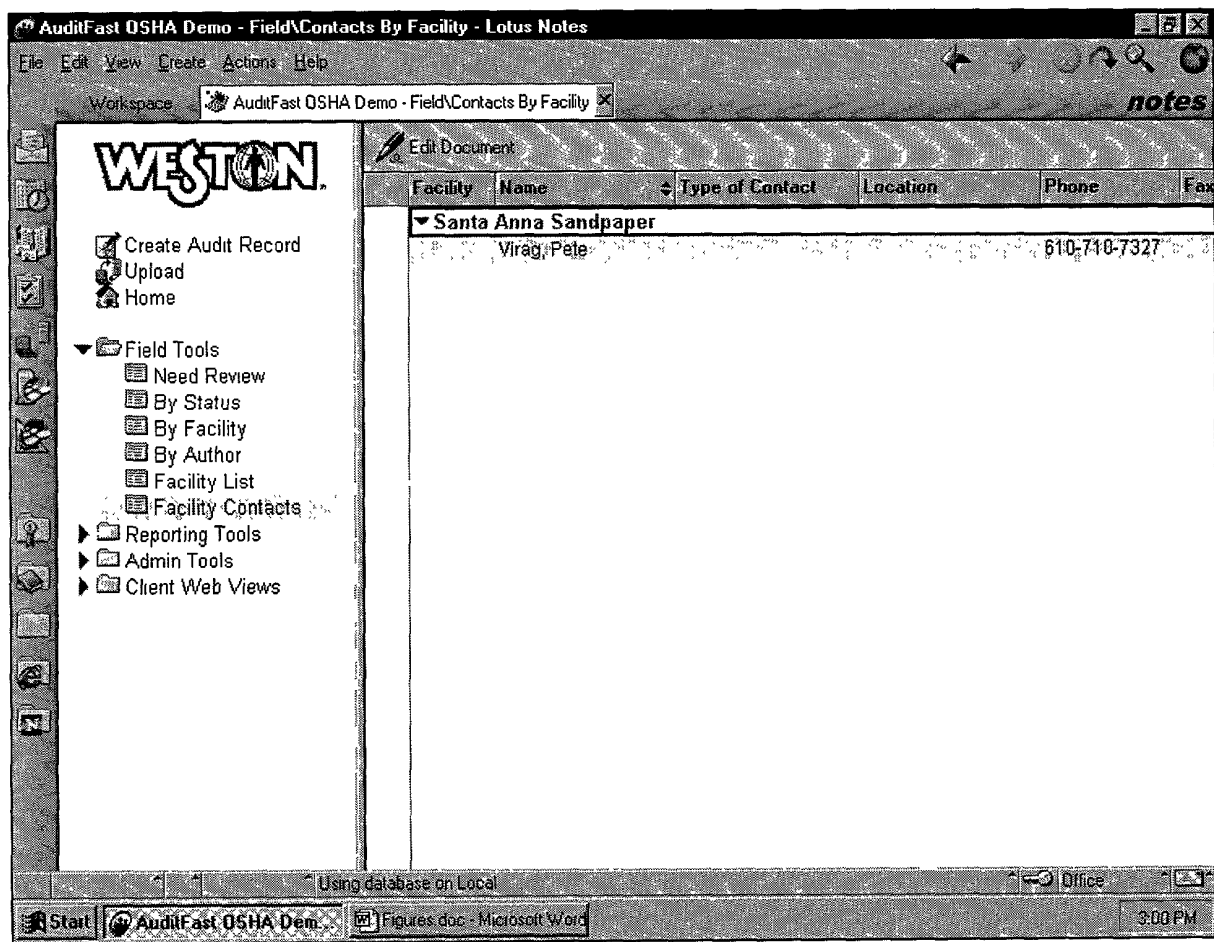 AuditFast OSHA Demo - Field\Contacts By Facility - Lotus Notes
File Edit View Create Actions Help
Workspace AuditFast OSHA Demo - Field\Contacts By Facility
notes
WESTON.
Edit Document
Facility Name Type of Contact Location Phone Fax
Santa Anna Sandpaper
Virag, Pete 610-710-7327
Create Audit Record
Upload
Home
Field Tools
Need Review
By Status
By Facility
By Author
Facility List
Facility Contacts
Reporting Tools
Admin Tools
Client Web Views
Using database on Local Office
Start AuditFast OSHA Dem... Figures.doc - Microsoft Word 3:00 PM